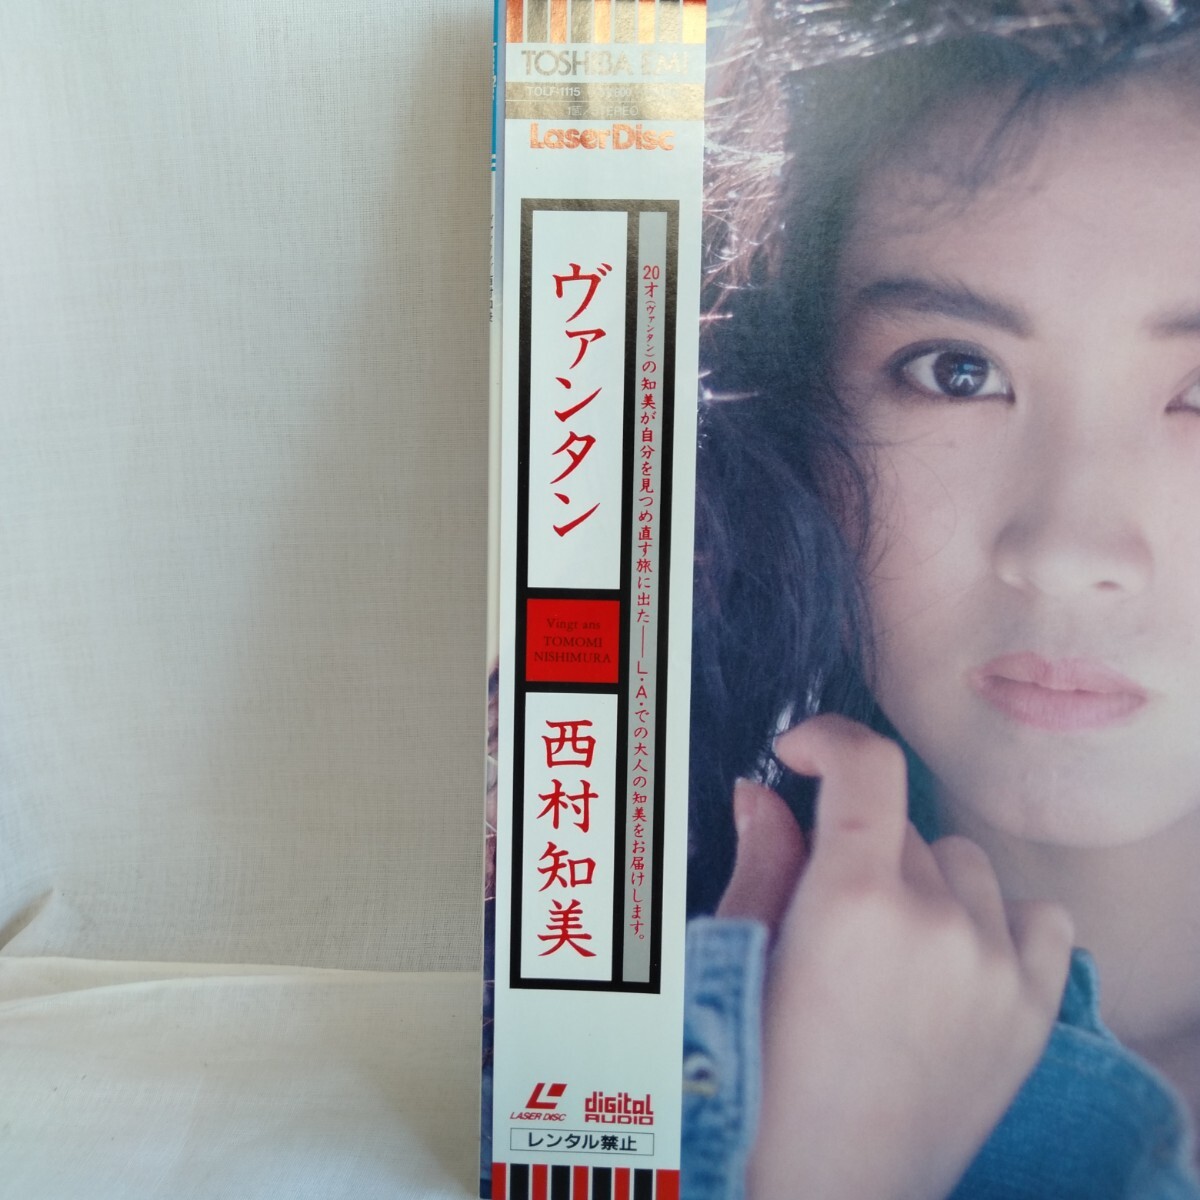 TOSHIBA EMI
TOLF-1115
STEREO
LaserDisc
ヴァンタン
20才(ヴァンタン)の知美が自分を見つめ直す旅に出た——L・A・での大人の知美をお届けします。
Vingt ans
TOMOMI
NISHIMURA
西村知美
LASER DISC
digital
AUDIO
レンタル禁止